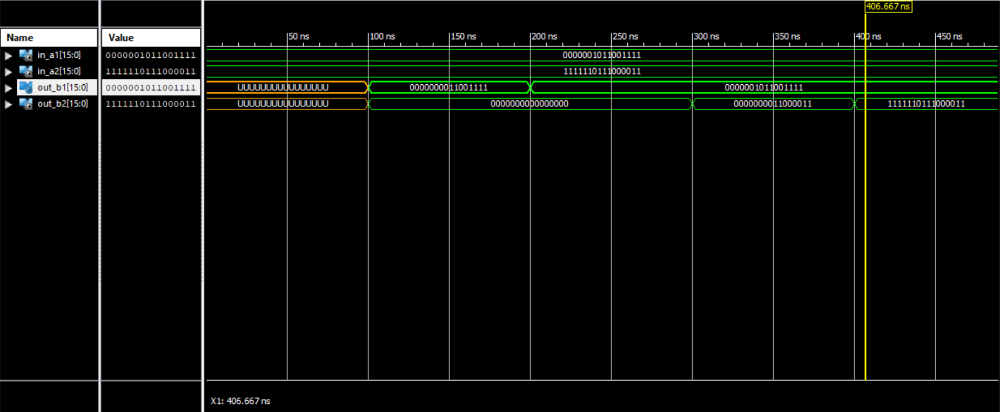 406.667 ns
Name Value 50 ns 100 ns 150 ns 200 ns 250 ns 300 ns 350 ns 400 ns 450 ns
in_a1[15:0] 0000001011001111 0000001011001111
in_a2[15:0] 1111110111000011 1111110111000011
out_b1[15:0] 0000001011001111 UUUUUUUUUUUUUUUU 0000000011001111 0000001011001111
out_b2[15:0] 1111110111000011 UUUUUUUUUUUUUUUU 0000000000000000 0000000011000011 1111110111000011
X1: 406.667 ns